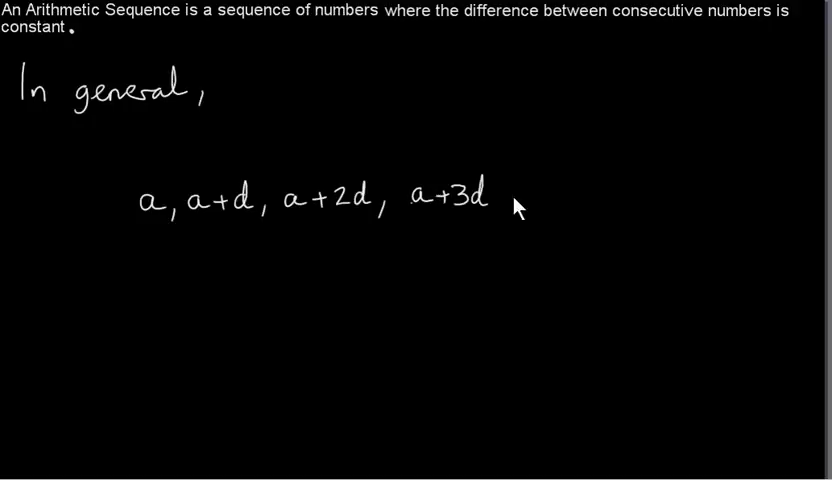 An Arithmetic Sequence is a sequence of numbers where the difference between consecutive numbers is
constant.
In general,
a, a+d, a+2d, a+3d